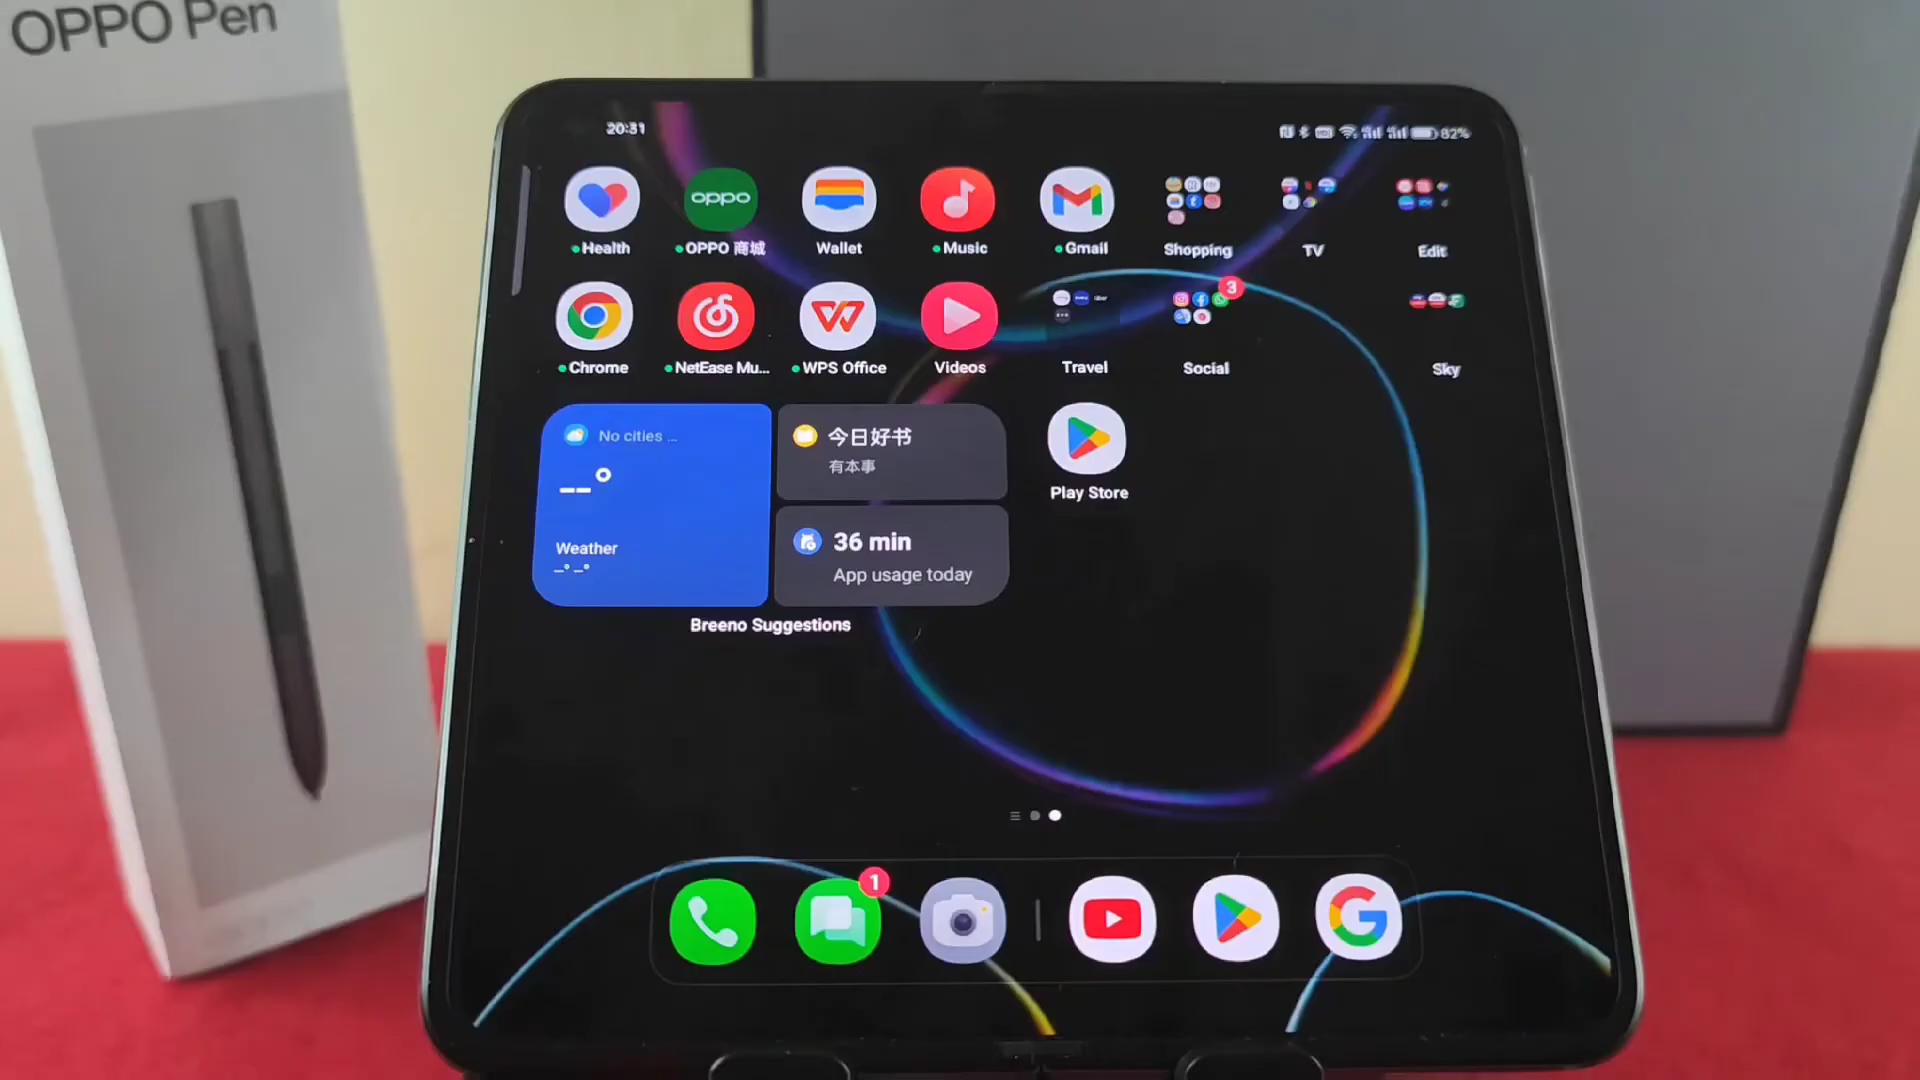 OPPO Pen
20:31
82%
Health
oppo
OPPO 商城
Wallet
Music
Gmail
Shopping
TV
Edit
Chrome
NetEase Mu...
WPS Office
Videos
Uber
Travel
3
Social
Sky
No cities ...
--°
Weather
_° _°
今日好书
有本事
36 min
App usage today
Play Store
Breeno Suggestions
1